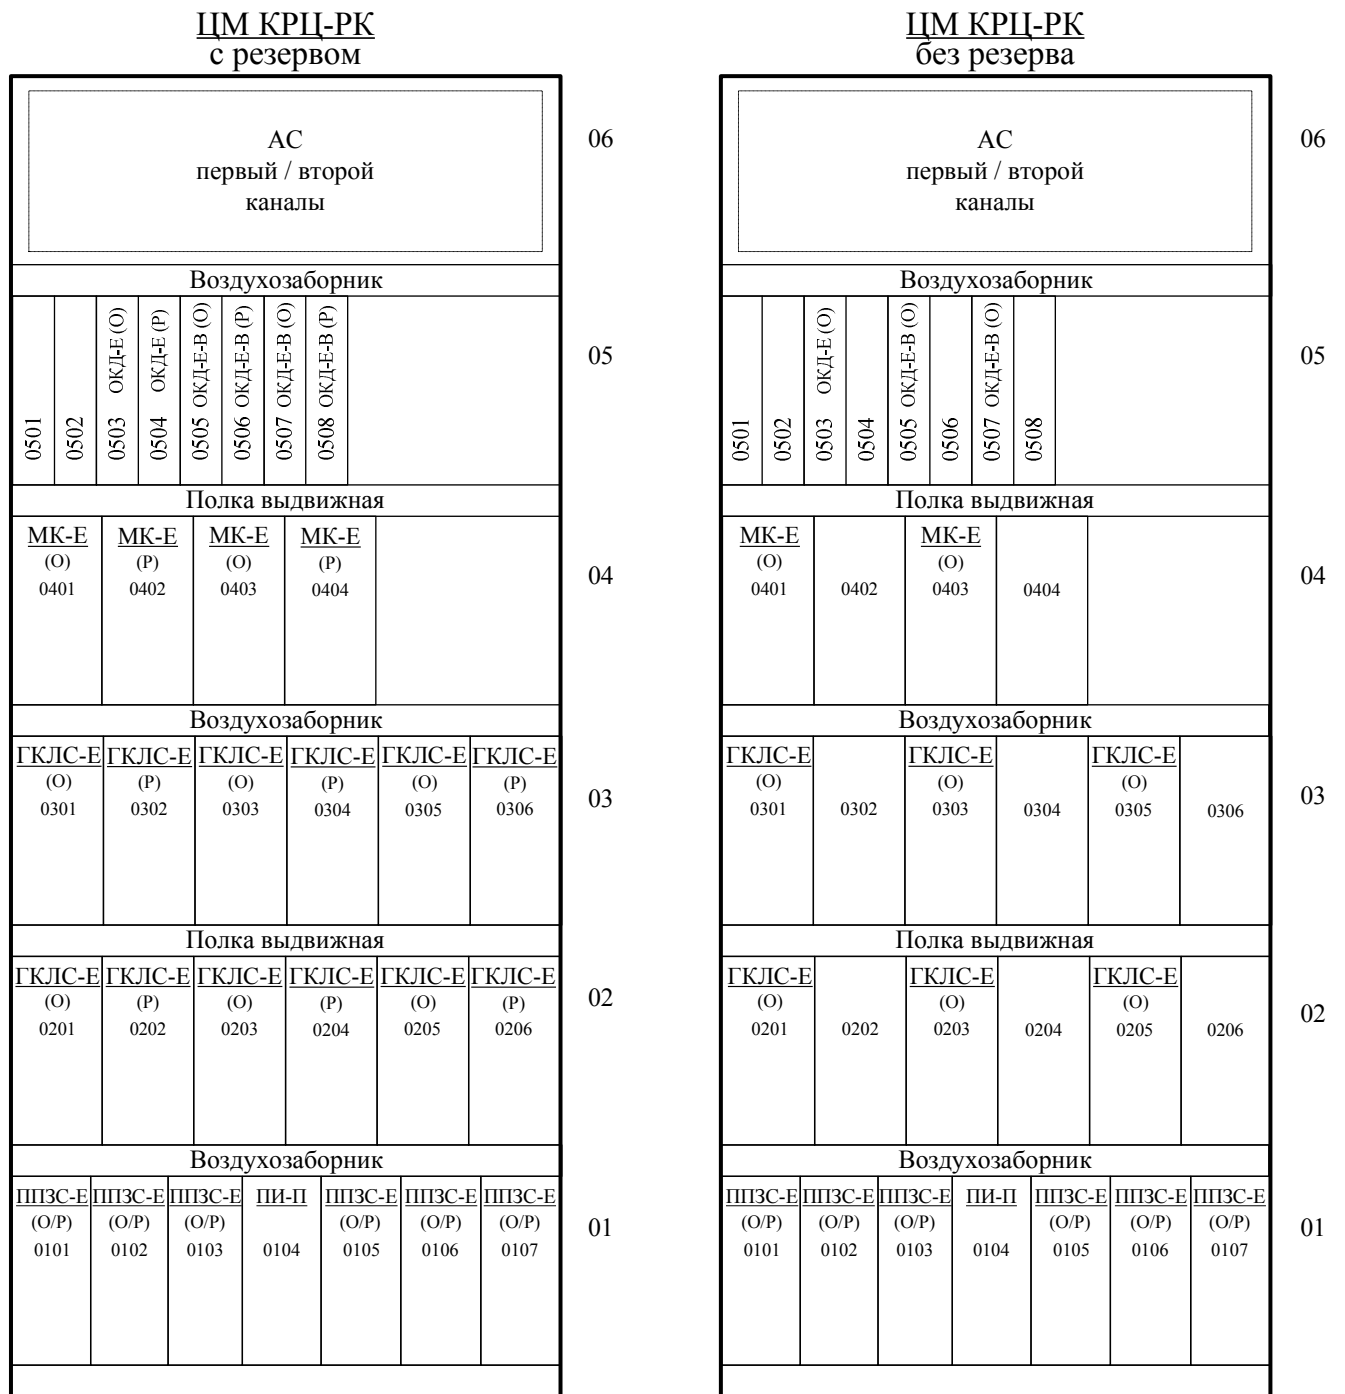 ЦМ КРЦ-РК
с резервом
АС
первый / второй
каналы
06
Воздухозаборник
0501
0502
0503 ОКД-Е (О)
0504 ОКД-Е (Р)
0505 ОКД-Е-В (О)
0506 ОКД-Е-В (Р)
0507 ОКД-Е-В (О)
0508 ОКД-Е-В (Р)
05
Полка выдвижная
МК-Е МК-Е МК-Е МК-Е
(О) (Р) (О) (Р)
0401 0402 0403 0404
04
Воздухозаборник
ГКЛС-Е ГКЛС-Е ГКЛС-Е ГКЛС-Е ГКЛС-Е ГКЛС-Е
(О) (Р) (О) (Р) (О) (Р)
0301 0302 0303 0304 0305 0306
03
Полка выдвижная
ГКЛС-Е ГКЛС-Е ГКЛС-Е ГКЛС-Е ГКЛС-Е ГКЛС-Е
(О) (Р) (О) (Р) (О) (Р)
0201 0202 0203 0204 0205 0206
02
Воздухозаборник
ППЗС-Е ППЗС-Е ППЗС-Е ПИ-П ППЗС-Е ППЗС-Е ППЗС-Е
(О/Р) (О/Р) (О/Р) (О/Р) (О/Р) (О/Р)
0101 0102 0103 0104 0105 0106 0107
01
ЦМ КРЦ-РК
без резерва
АС
первый / второй
каналы
06
Воздухозаборник
0501
0502
0503 ОКД-Е (О)
0504
0505 ОКД-Е-В (О)
0506
0507 ОКД-Е-В (О)
0508
05
Полка выдвижная
МК-Е МК-Е
(О) (О)
0401 0402 0403 0404
04
Воздухозаборник
ГКЛС-Е ГКЛС-Е ГКЛС-Е
(О) (О) (О)
0301 0302 0303 0304 0305 0306
03
Полка выдвижная
ГКЛС-Е ГКЛС-Е ГКЛС-Е
(О) (О) (О)
0201 0202 0203 0204 0205 0206
02
Воздухозаборник
ППЗС-Е ППЗС-Е ППЗС-Е ПИ-П ППЗС-Е ППЗС-Е ППЗС-Е
(О/Р) (О/Р) (О/Р) (О/Р) (О/Р) (О/Р)
0101 0102 0103 0104 0105 0106 0107
01